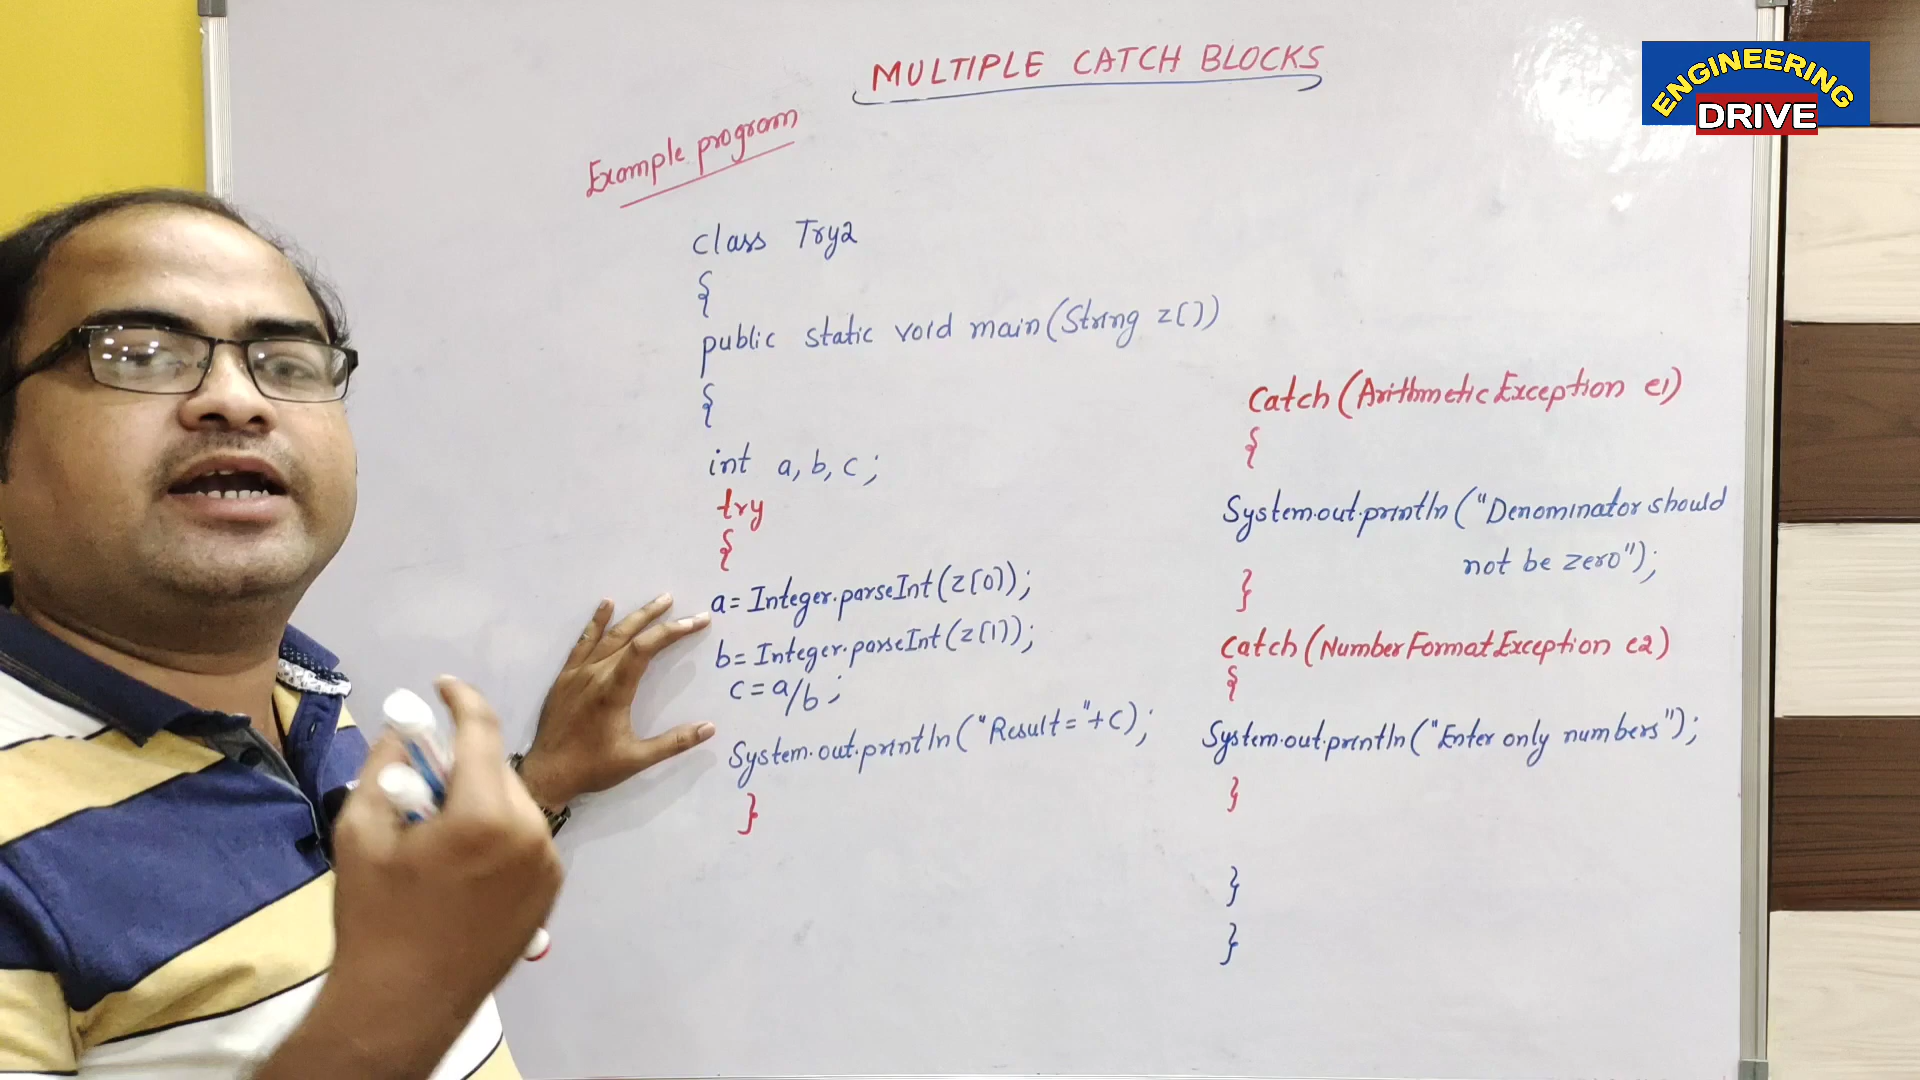 MULTIPLE CATCH BLOCKS
ENGINEERING
DRIVE
Example program
class Try2
{
public static void main(String z[])
{
int a, b, c;
try
{
a= Integer.parseInt(z[0]);
b= Integer.parseInt(z[1]);
c=a/b;
System.out.println("Result="+c);
}
Catch(ArithmeticException e1)
{
System.out.println("Denominator should
not be zero");
}
Catch(NumberFormatException e2)
{
System.out.println("Enter only numbers");
}
}
}